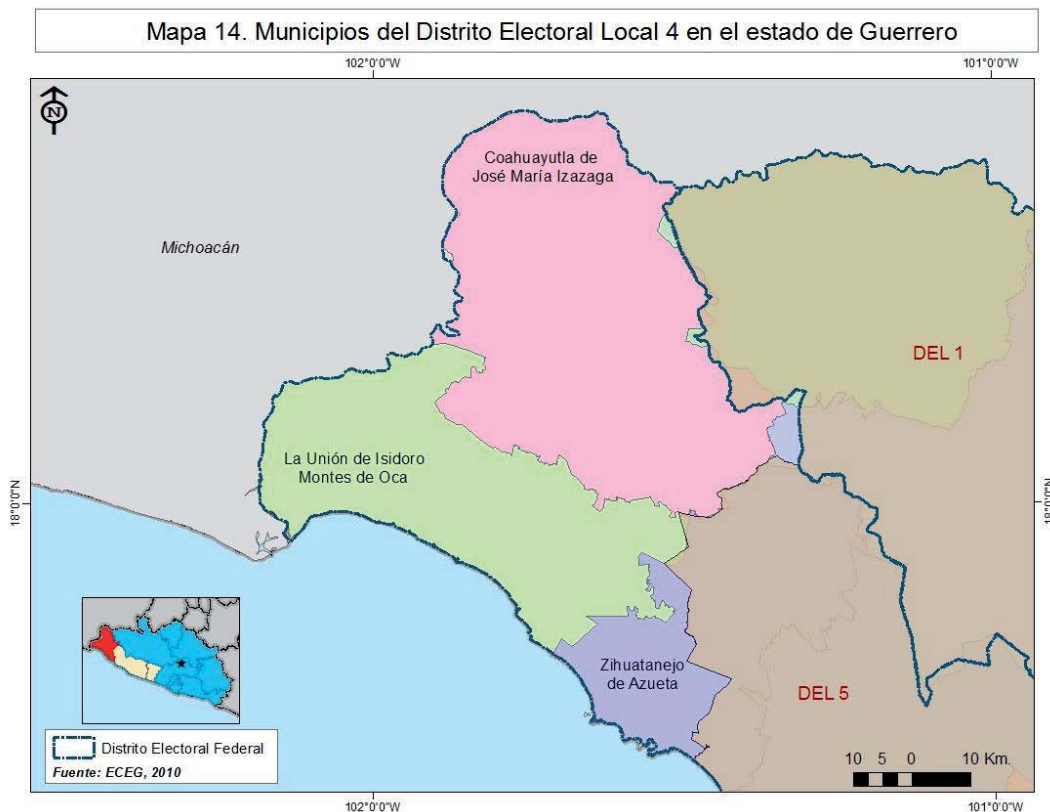 Mapa 14. Municipios del Distrito Electoral Local 4 en el estado de Guerrero
102°0'0"W
101°0'0"W
N
Coahuayutla de
José María Izazaga
Michoacán
DEL 1
La Unión de Isidoro
Montes de Oca
18°0'0"N
18°0'0"N
Zihuatanejo
de Azueta
DEL 5
Distrito Electoral Federal
Fuente: ECEG, 2010
10 5 0 10 Km.
102°0'0"W
101°0'0"W